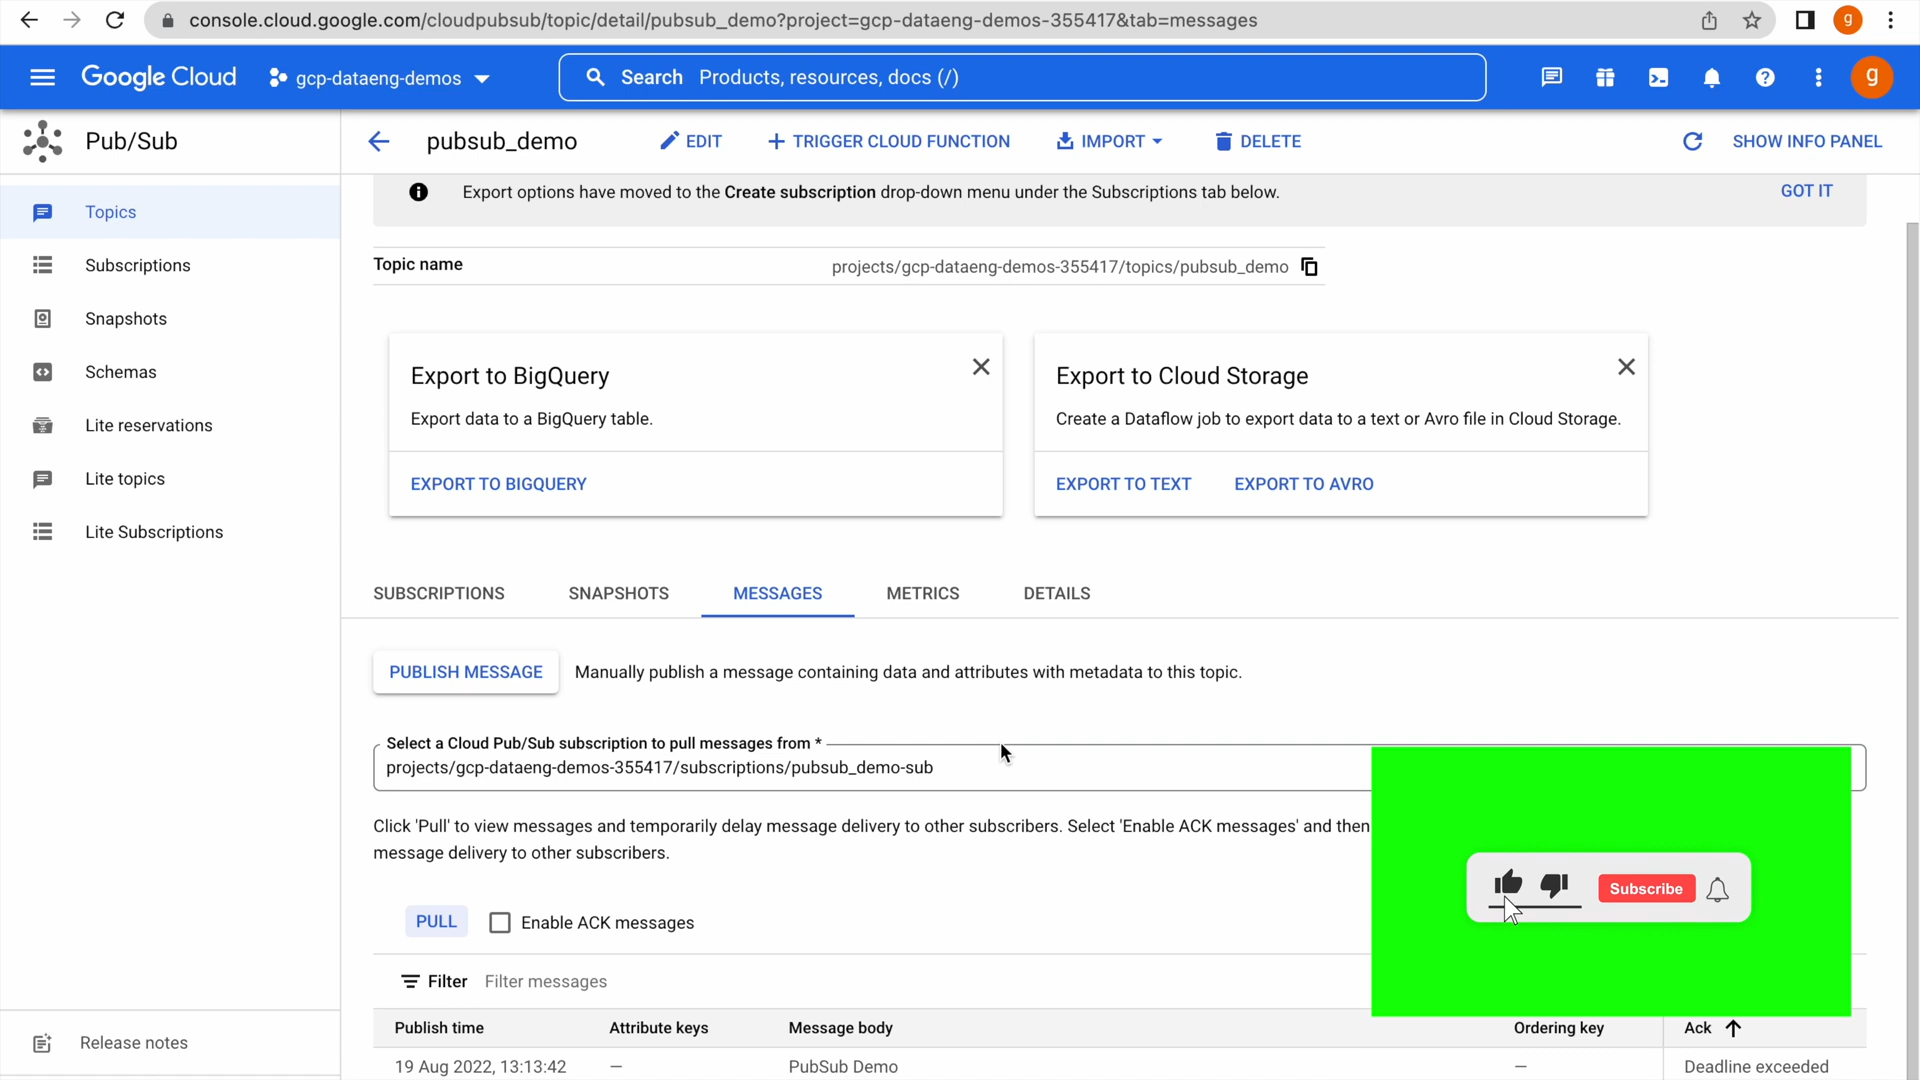 console.cloud.google.com/cloudpubsub/topic/detail/pubsub_demo?project=gcp-dataeng-demos-355417&tab=messages
g
Google Cloud
gcp-dataeng-demos
Search Products, resources, docs (/)
g
Pub/Sub
pubsub_demo
EDIT
TRIGGER CLOUD FUNCTION
IMPORT
DELETE
SHOW INFO PANEL
Topics
Subscriptions
Snapshots
Schemas
Lite reservations
Lite topics
Lite Subscriptions
Release notes
Export options have moved to the Create subscription drop-down menu under the Subscriptions tab below.
GOT IT
Topic name
projects/gcp-dataeng-demos-355417/topics/pubsub_demo
Export to BigQuery
Export data to a BigQuery table.
EXPORT TO BIGQUERY
Export to Cloud Storage
Create a Dataflow job to export data to a text or Avro file in Cloud Storage.
EXPORT TO TEXT
EXPORT TO AVRO
SUBSCRIPTIONS
SNAPSHOTS
MESSAGES
METRICS
DETAILS
PUBLISH MESSAGE
Manually publish a message containing data and attributes with metadata to this topic.
Select a Cloud Pub/Sub subscription to pull messages from *
projects/gcp-dataeng-demos-355417/subscriptions/pubsub_demo-sub
Click 'Pull' to view messages and temporarily delay message delivery to other subscribers. Select 'Enable ACK messages' and then
message delivery to other subscribers.
Subscribe
PULL
Enable ACK messages
Filter Filter messages
Publish time Attribute keys Message body Ordering key Ack
19 Aug 2022, 13:13:42 — PubSub Demo — Deadline exceeded